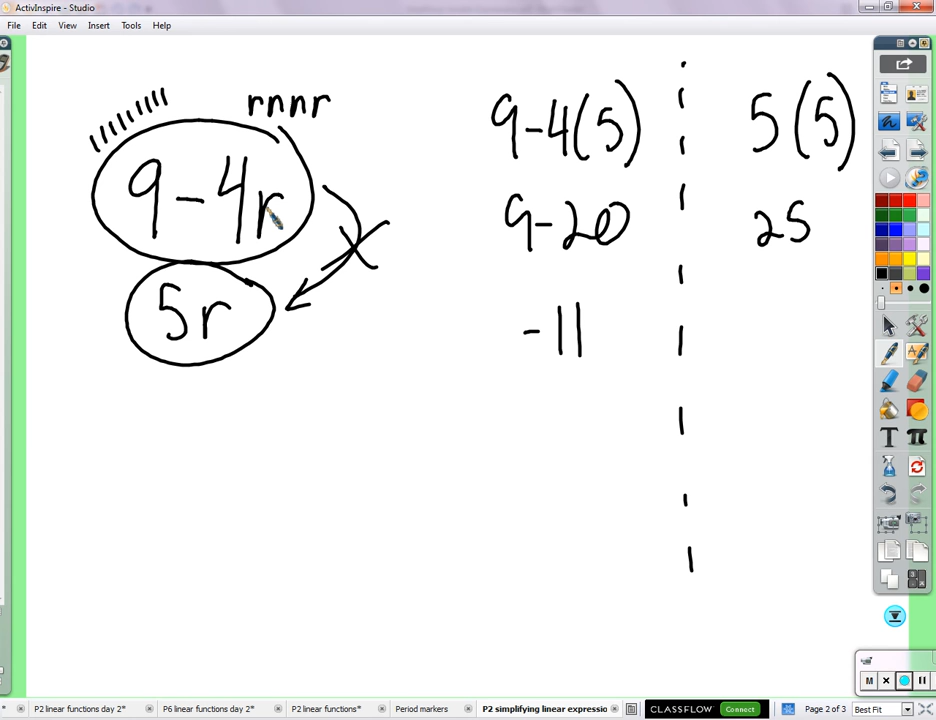 ActivInspire - Studio
File Edit View Insert Tools Help
rnnr
9-4r
5r
9-4(5)
9-20
-11
5(5)
25
P2 linear functions day 2*
P6 linear functions day 2*
P2 linear functions*
Period markers
P2 simplifying linear expressio
CLASSFLOW Connect
Page 2 of 3
Best Fit